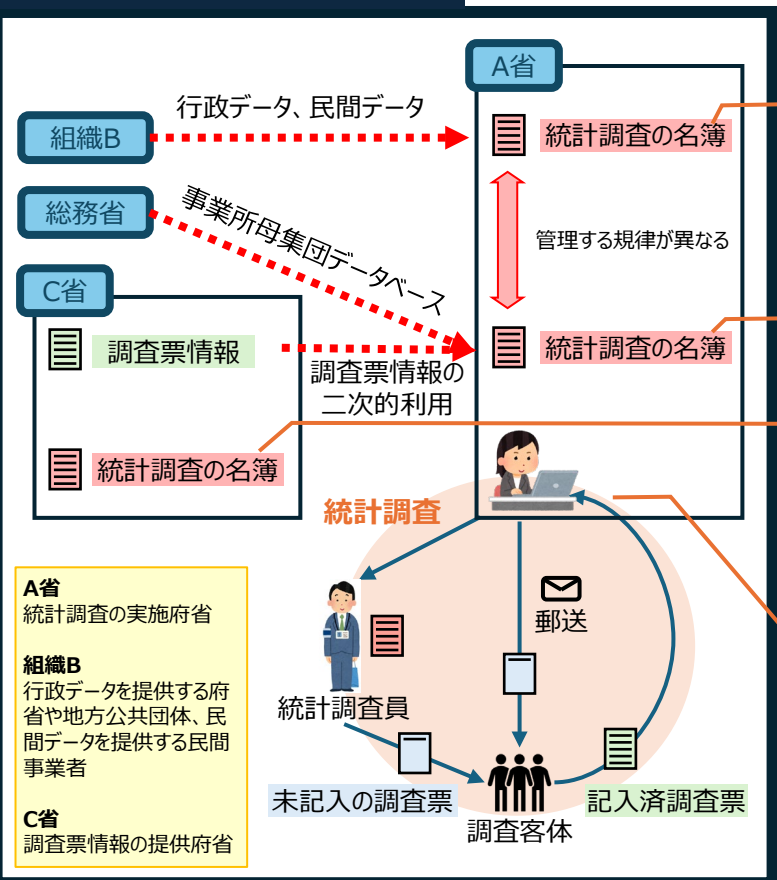 A省
行政データ、民間データ
組織B
統計調査の名簿
総務省
事業所母集団データベース
管理する規律が異なる
C省
調査票情報
統計調査の名簿
調査票情報の
二次的利用
統計調査の名簿
統計調査
郵送
統計調査員
未記入の調査票
記入済調査票
調査客体
A省
統計調査の実施府省
組織B
行政データを提供する府
省や地方公共団体、民
間データを提供する民間
事業者
C省
調査票情報の提供府省